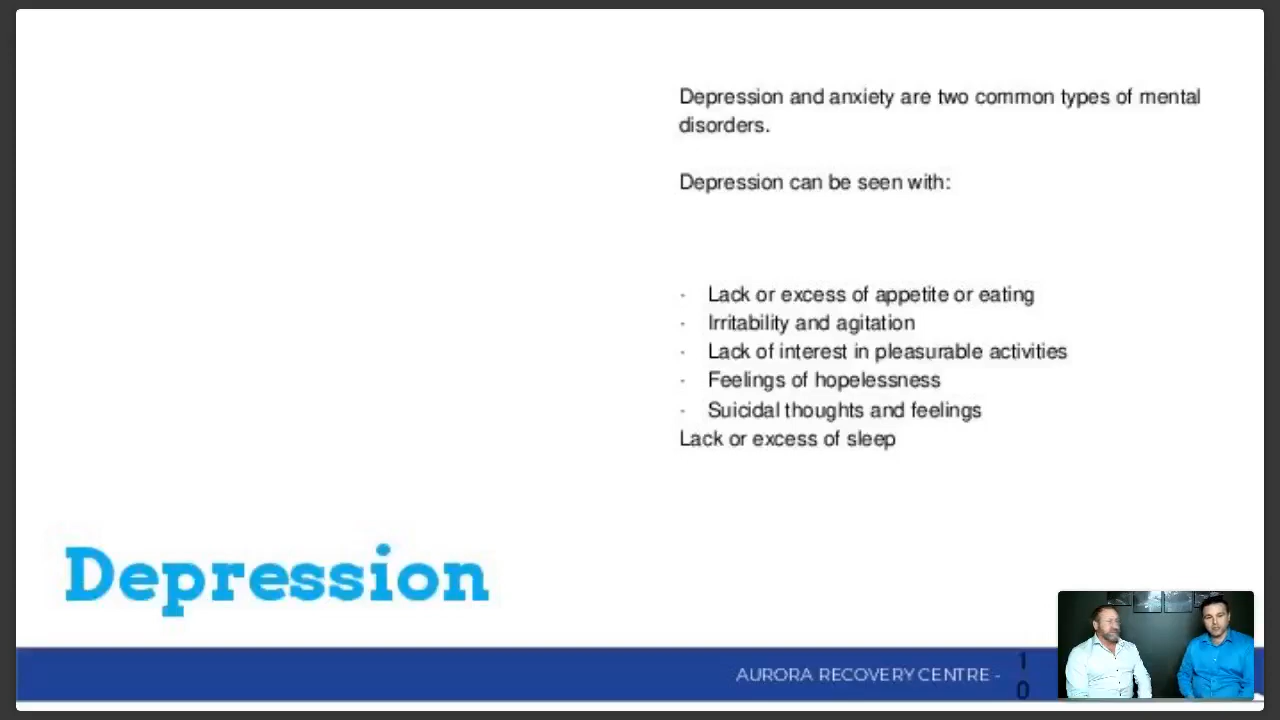 Depression and anxiety are two common types of mental
disorders.
Depression can be seen with:
- Lack or excess of appetite or eating
- Irritability and agitation
- Lack of interest in pleasurable activities
- Feelings of hopelessness
- Suicidal thoughts and feelings
Lack or excess of sleep
Depression
AURORA RECOVERY CENTRE -
1
0